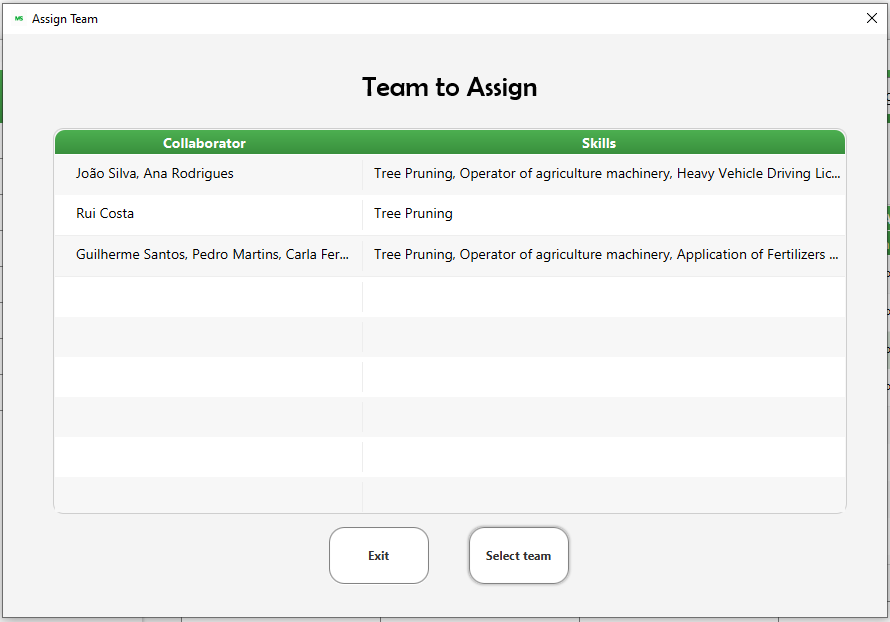 MS Assign Team
Team to Assign
Collaborator Skills
João Silva, Ana Rodrigues Tree Pruning, Operator of agriculture machinery, Heavy Vehicle Driving Lic...
Rui Costa Tree Pruning
Guilherme Santos, Pedro Martins, Carla Fer... Tree Pruning, Operator of agriculture machinery, Application of Fertilizers ...
Exit Select team